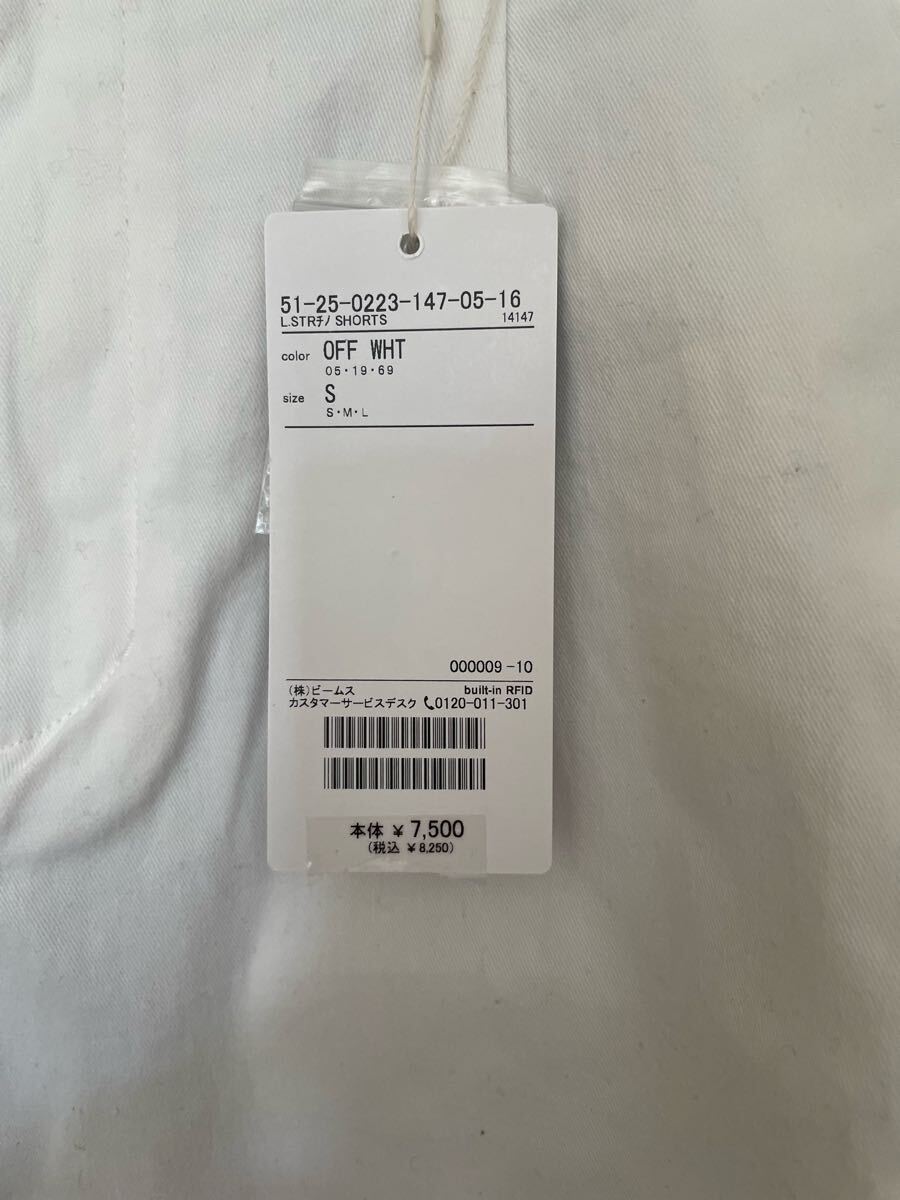 51-25-0223-147-05-16
L.STRﾁﾉ SHORTS 14147
color OFF WHT
05・19・69
size S
S・M・L
000009 -10
(株)ビームス built-in RFID
カスタマーサービスデスク 0120-011-301
本体 ¥ 7,500
(税込 ¥ 8,250)